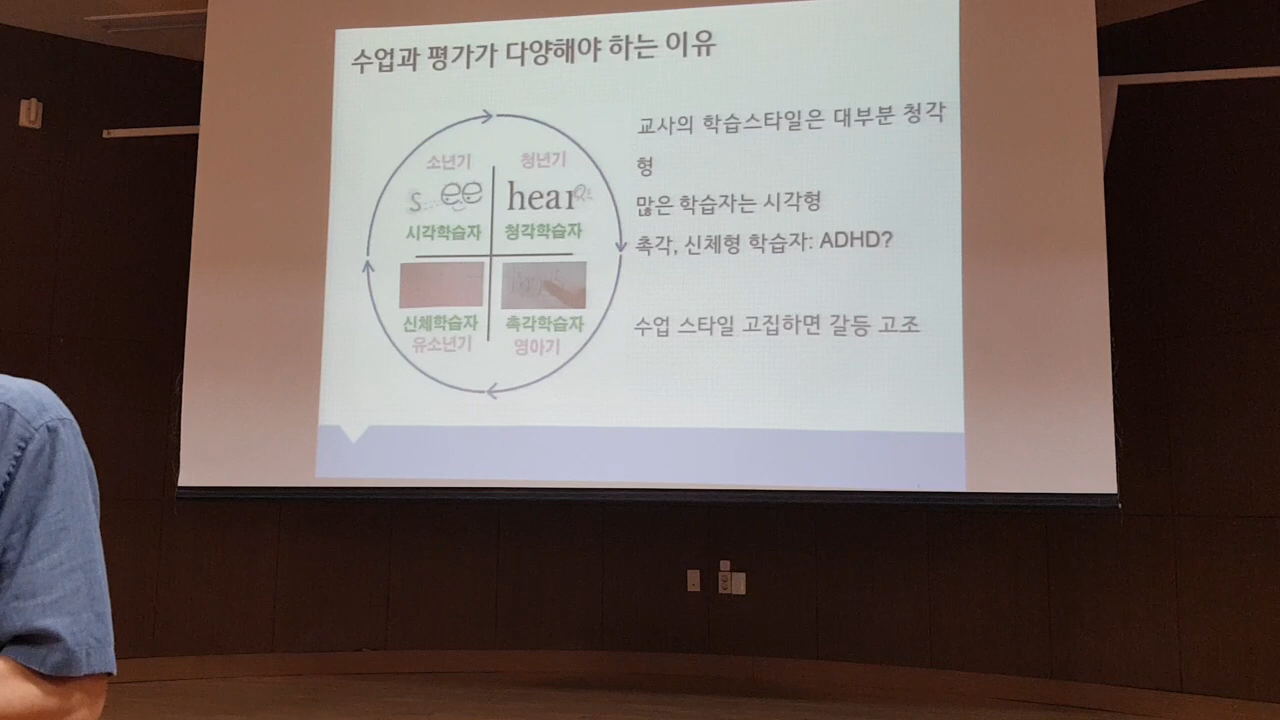 수업과 평가가 다양해야 하는 이유
소년기
청년기
see
hear
시각학습자
청각학습자
신체학습자
촉각학습자
유소년기
영아기
교사의 학습스타일은 대부분 청각
형
많은 학습자는 시각형
촉각, 신체형 학습자: ADHD?
수업 스타일 고집하면 갈등 고조